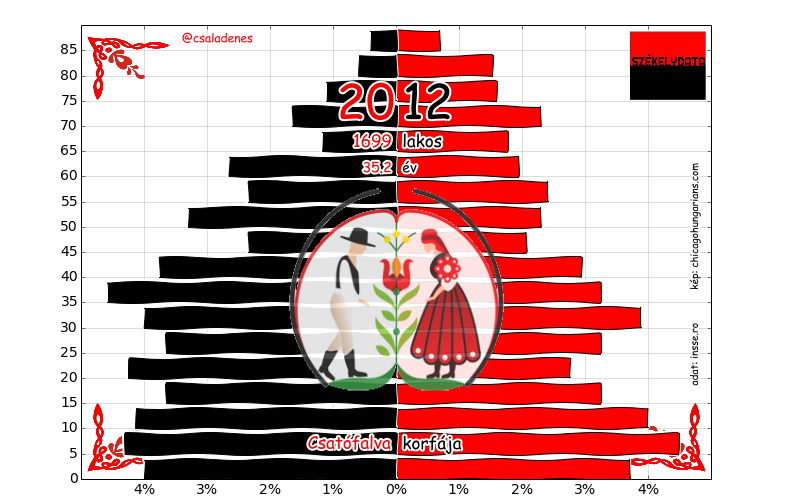 @csaladenes
SZÉKELYDATA
2012
1699 lakos
35.2 év
kép: chicagohungarians.com
adat: insse.ro
Csatófalva korfája
85
80
75
70
65
60
55
50
45
40
35
30
25
20
15
10
5
0
4% 3% 2% 1% 0% 1% 2% 3% 4%